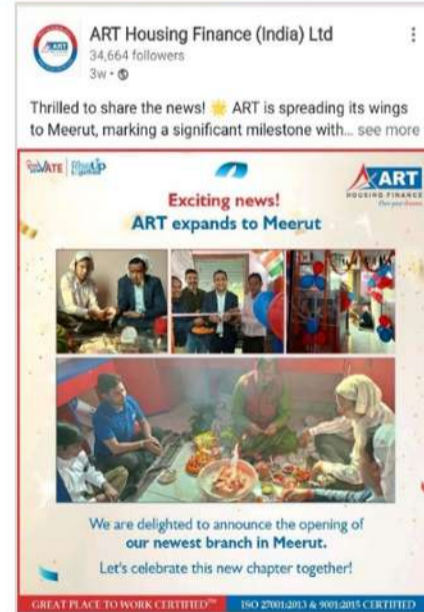 ART Housing Finance (India) Ltd
34,664 followers
3w •
Thrilled to share the news! 🌟 ART is spreading its wings
to Meerut, marking a significant milestone with... see more
RiseUp
ART
HOUSING FINANCE
Exciting news!
ART expands to Meerut
We are delighted to announce the opening of
our newest branch in Meerut.
Let's celebrate this new chapter together!
GREAT PLACE TO WORK CERTIFIED™
ISO 27001:2013 & 9001:2015 CERTIFIED